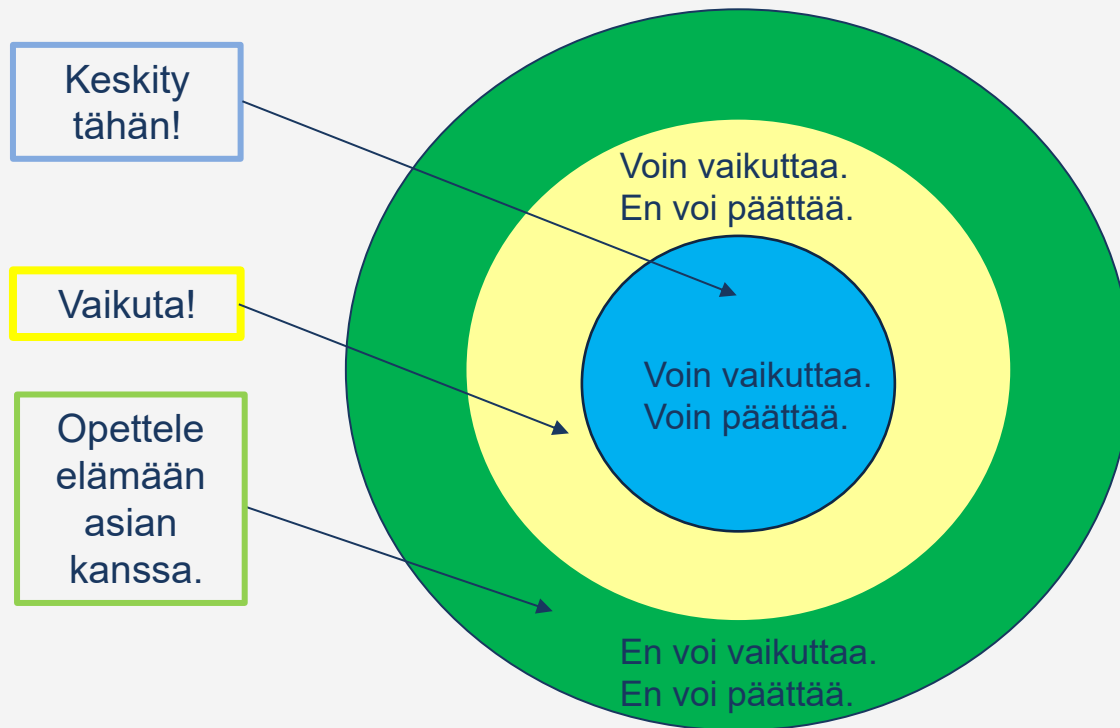 Keskity
tähän!
Vaikuta!
Opettele
elämään
asian
kanssa.
Voin vaikuttaa.
En voi päättää.
Voin vaikuttaa.
Voin päättää.
En voi vaikuttaa.
En voi päättää.